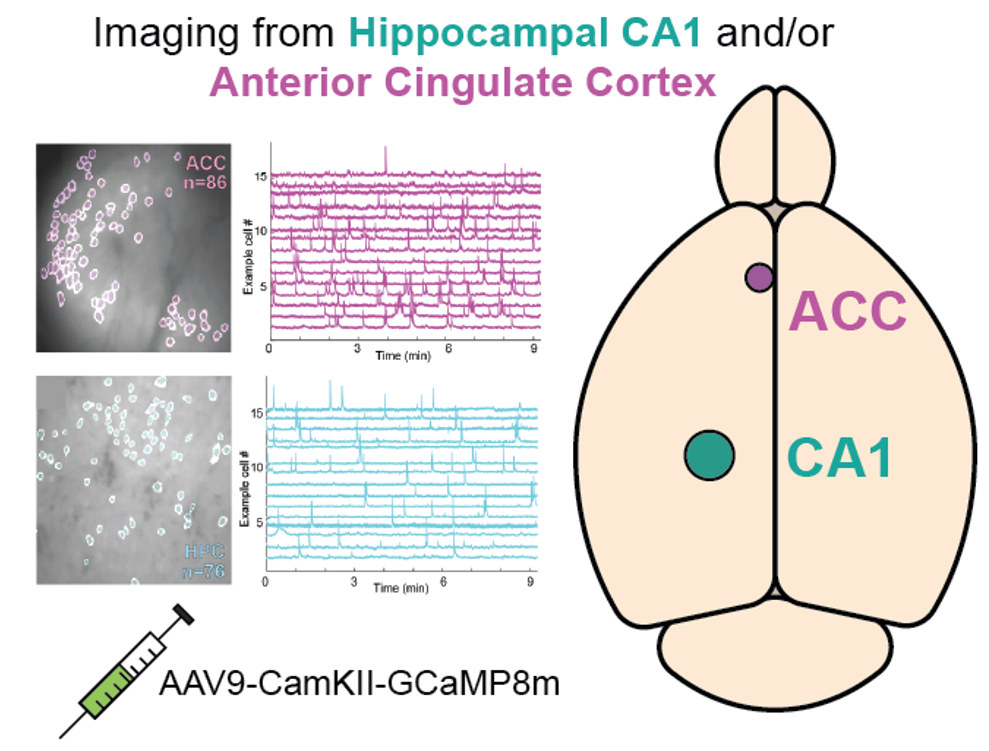 Imaging from Hippocampal CA1 and/or
Anterior Cingulate Cortex
ACC
n=86
15
10
5
Example cell #
0 3 6 9
Time (min)
HPC
n=76
15
10
5
Example cell #
0 3 6 9
Time (min)
ACC
CA1
AAV9-CamKII-GCaMP8m